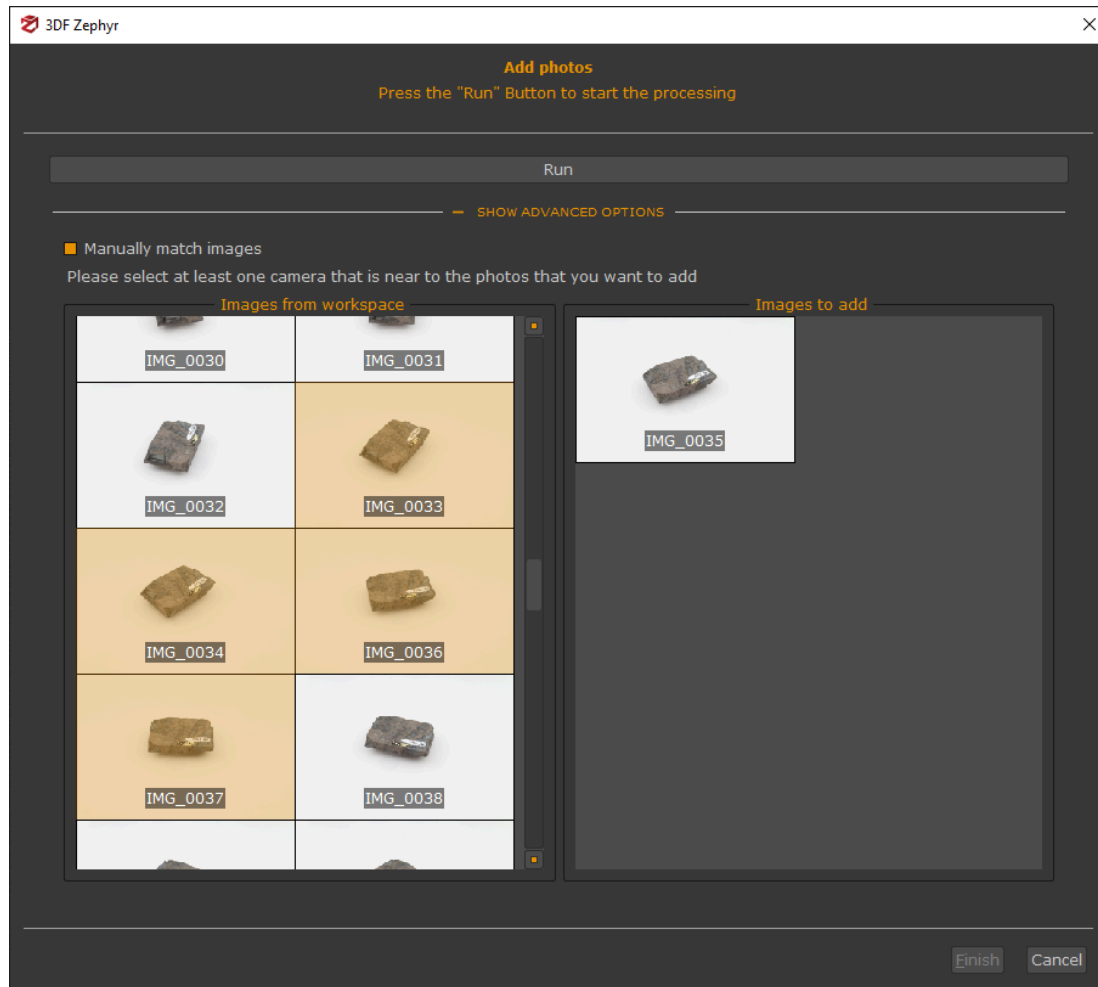 3DF Zephyr
Add photos
Press the "Run" Button to start the processing
Run
SHOW ADVANCED OPTIONS
Manually match images
Please select at least one camera that is near to the photos that you want to add
Images from workspace
IMG_0030 IMG_0031
IMG_0032 IMG_0033
IMG_0034 IMG_0036
IMG_0037 IMG_0038
Images to add
IMG_0035
Finish Cancel